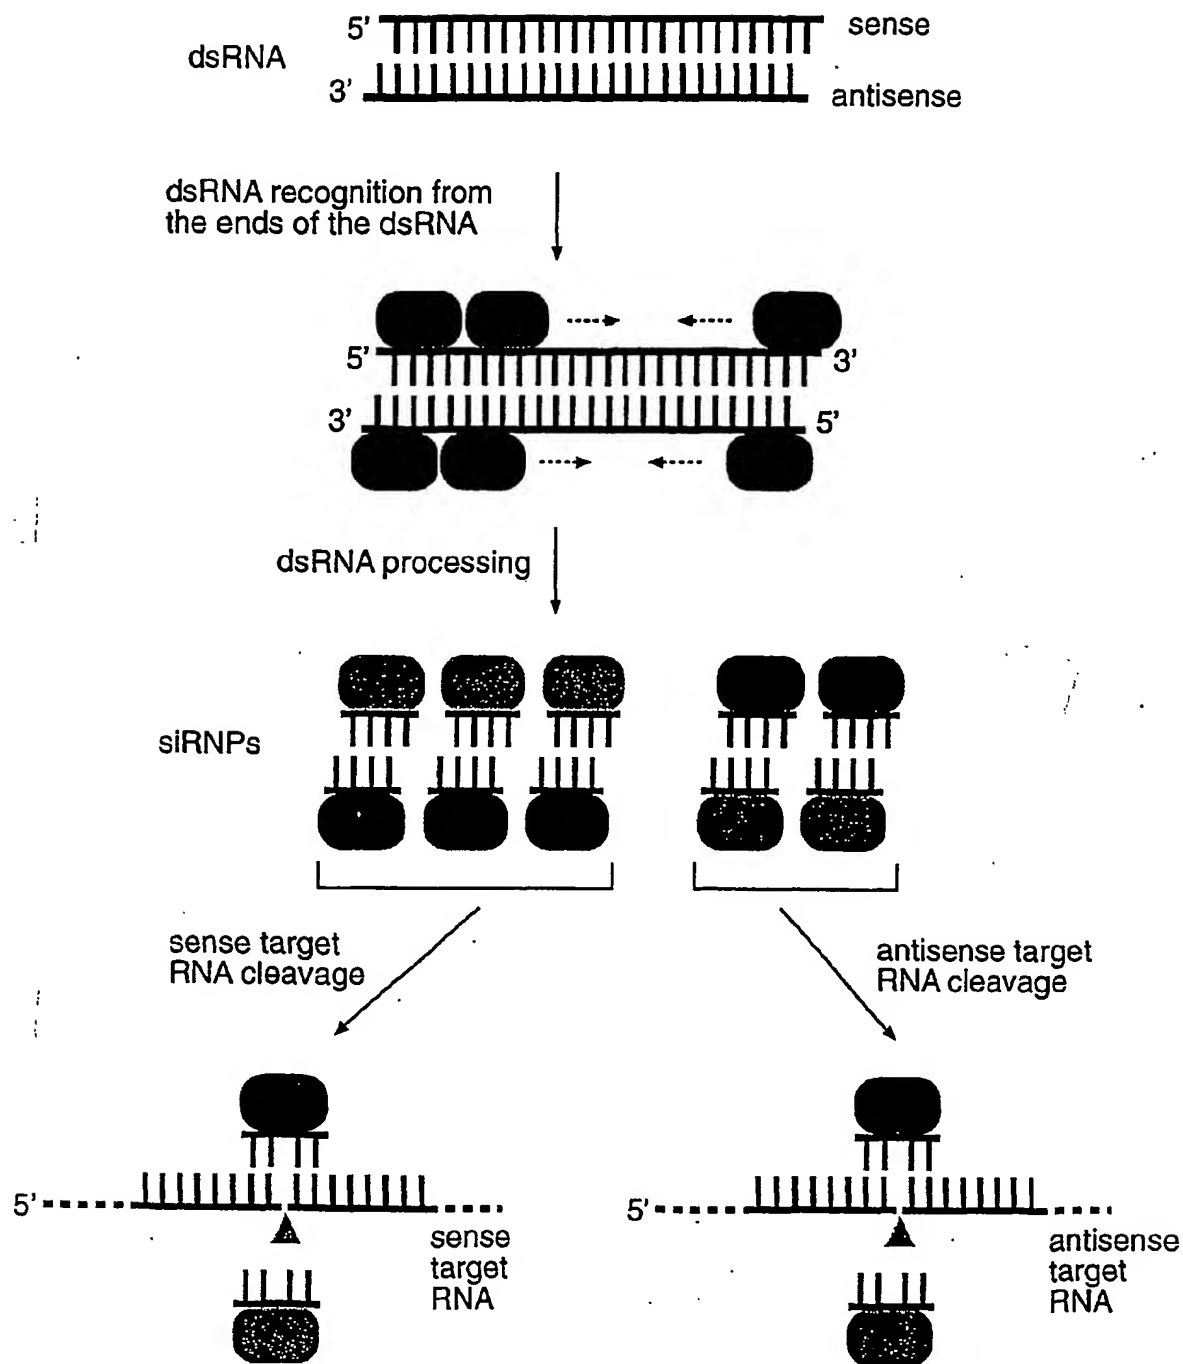 5' sense
dsRNA
3' antisense
dsRNA recognition from
the ends of the dsRNA
5' 3'
3' 5'
dsRNA processing
siRNPs
sense target
RNA cleavage
antisense target
RNA cleavage
5'
sense
target
RNA
5'
antisense
target
RNA